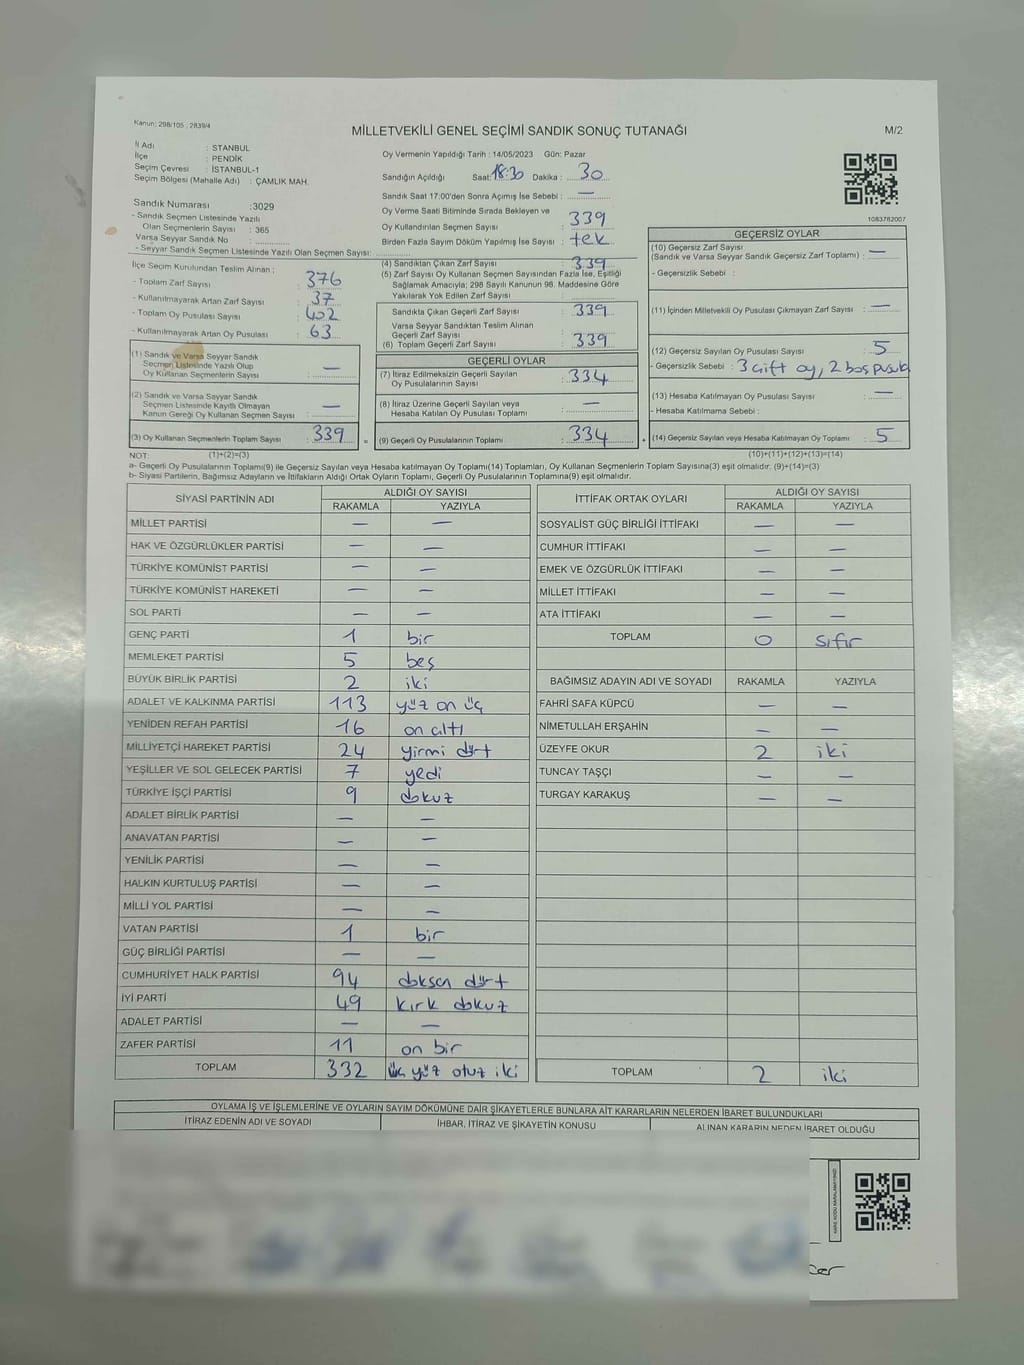 Kanun: 298/105 ; 2839/4
MİLLETVEKİLİ GENEL SEÇİMİ SANDIK SONUÇ TUTANAĞI
M/2
İl Adı : İSTANBUL
İlçe : PENDİK
Seçim Çevresi : İSTANBUL-1
Seçim Bölgesi (Mahalle Adı) : ÇAMLIK MAH.
Sandık Numarası :3029
- Sandık Seçmen Listesinde Yazılı
Olan Seçmenlerin Sayısı : 365
Varsa Seyyar Sandık No :
- Seyyar Sandık Seçmen Listesinde Yazılı Olan Seçmen Sayısı:
Oy Vermenin Yapıldığı Tarih : 14/05/2023 Gün: Pazar
Sandığın Açıldığı Saat: 18:30 Dakika : 30
Sandık Saat 17:00'den Sonra Açımış İse Sebebi : —
Oy Verme Saati Bitiminde Sırada Bekleyen ve
Oy Kullandırılan Seçmen Sayısı : 339
Birden Fazla Sayım Döküm Yapılmış İse Sayısı : tek
1083782007
İlçe Seçim Kurulundan Teslim Alınan ;
- Toplam Zarf Sayısı : 376
- Kullanılmayarak Artan Zarf Sayısı : 37
- Toplam Oy Pusulası Sayısı : 402
- Kullanılmayarak Artan Oy Pusulası : 63
(1) Sandık ve Varsa Seyyar Sandık
Seçmen Listesinde Yazılı Olup
Oy Kullanan Seçmenlerin Sayısı : —
(2) Sandık ve Varsa Seyyar Sandık
Seçmen Listesinde Kayıtlı Olmayan
Kanun Gereği Oy Kullanan Seçmen Sayısı : —
(3) Oy Kullanan Seçmenlerin Toplam Sayısı : 339 =
(4) Sandıktan Çıkan Zarf Sayısı : 339
(5) Zarf Sayısı Oy Kullanan Seçmen Sayısından Fazla İse, Eşitliği
Sağlamak Amacıyla; 298 Sayılı Kanunun 98. Maddesine Göre
Yakılarak Yok Edilen Zarf Sayısı :
Sandıkta Çıkan Geçerli Zarf Sayısı : 339
Varsa Seyyar Sandıktan Teslim Alınan
Geçerli Zarf Sayısı :
(6) Toplam Geçerli Zarf Sayısı 339
GEÇERLİ OYLAR
(7) İtiraz Edilmeksizin Geçerli Sayılan
Oy Pusulalarının Sayısı : 334
(8) İtiraz Üzerine Geçerli Sayılan veya
Hesaba Katılan Oy Pusulası Toplamı : —
(9) Geçerli Oy Pusulalarının Toplamı : 334 +
GEÇERSİZ OYLAR
(10) Geçersiz Zarf Sayısı
(Sandık ve Varsa Seyyar Sandık Geçersiz Zarf Toplamı) : —
- Geçersizlik Sebebi :
(11) İçinden Milletvekili Oy Pusulası Çıkmayan Zarf Sayısı : —
(12) Geçersiz Sayılan Oy Pusulası Sayısı : 5
- Geçersizlik Sebebi : 3 çift oy, 2 boş pusula
(13) Hesaba Katılmayan Oy Pusulası Sayısı : —
- Hesaba Katılmama Sebebi :
(14) Geçersiz Sayılan veya Hesaba Katılmayan Oy Toplamı : 5
NOT: (1)+(2)=(3)
(10)+(11)+(12)+(13)=(14)
a- Geçerli Oy Pusulalarının Toplamı(9) ile Geçersiz Sayılan veya Hesaba katılmayan Oy Toplamı(14) Toplamları, Oy Kullanan Seçmenlerin Toplam Sayısına(3) eşit olmalıdır. (9)+(14)=(3)
b- Siyasi Partilerin, Bağımsız Adayların ve İttifakların Aldığı Ortak Oyların Toplamı, Geçerli Oy Pusulalarının Toplamına(9) eşit olmalıdır.
SİYASİ PARTİNİN ADI ALDIĞI OY SAYISI
RAKAMLA YAZIYLA
MİLLET PARTİSİ — —
HAK VE ÖZGÜRLÜKLER PARTİSİ — —
TÜRKİYE KOMÜNİST PARTİSİ — —
TÜRKİYE KOMÜNİST HAREKETİ — —
SOL PARTİ — —
GENÇ PARTİ 1 bir
MEMLEKET PARTİSİ 5 beş
BÜYÜK BİRLİK PARTİSİ 2 iki
ADALET VE KALKINMA PARTİSİ 113 yüz on üç
YENİDEN REFAH PARTİSİ 16 on altı
MİLLİYETÇİ HAREKET PARTİSİ 24 yirmi dört
YEŞİLLER VE SOL GELECEK PARTİSİ 7 yedi
TÜRKİYE İŞÇİ PARTİSİ 9 dokuz
ADALET BİRLİK PARTİSİ — —
ANAVATAN PARTİSİ — —
YENİLİK PARTİSİ — —
HALKIN KURTULUŞ PARTİSİ — —
MİLLİ YOL PARTİSİ — —
VATAN PARTİSİ 1 bir
GÜÇ BİRLİĞİ PARTİSİ — —
CUMHURİYET HALK PARTİSİ 94 doksan dört
İYİ PARTİ 49 kırk dokuz
ADALET PARTİSİ — —
ZAFER PARTİSİ 11 on bir
TOPLAM 332 üç yüz otuz iki
İTTİFAK ORTAK OYLARI ALDIĞI OY SAYISI
RAKAMLA YAZIYLA
SOSYALİST GÜÇ BİRLİĞİ İTTİFAKI — —
CUMHUR İTTİFAKI — —
EMEK VE ÖZGÜRLÜK İTTİFAKI — —
MİLLET İTTİFAKI — —
ATA İTTİFAKI — —
TOPLAM 0 sıfır
BAĞIMSIZ ADAYIN ADI VE SOYADI RAKAMLA YAZIYLA
FAHRİ SAFA KÜPCÜ — —
NİMETULLAH ERŞAHİN — —
ÜZEYFE OKUR 2 iki
TUNCAY TAŞÇI — —
TURGAY KARAKUŞ — —
TOPLAM 2 iki
OYLAMA İŞ VE İŞLEMLERİNE VE OYLARIN SAYIM DÖKÜMÜNE DAİR ŞİKAYETLERLE BUNLARA AİT KARARLARIN NELERDEN İBARET BULUNDUKLARI
İTİRAZ EDENİN ADI VE SOYADI İHBAR, İTİRAZ VE ŞİKAYETİN KONUSU ALINAN KARARIN NEDEN İBARET OLDUĞU